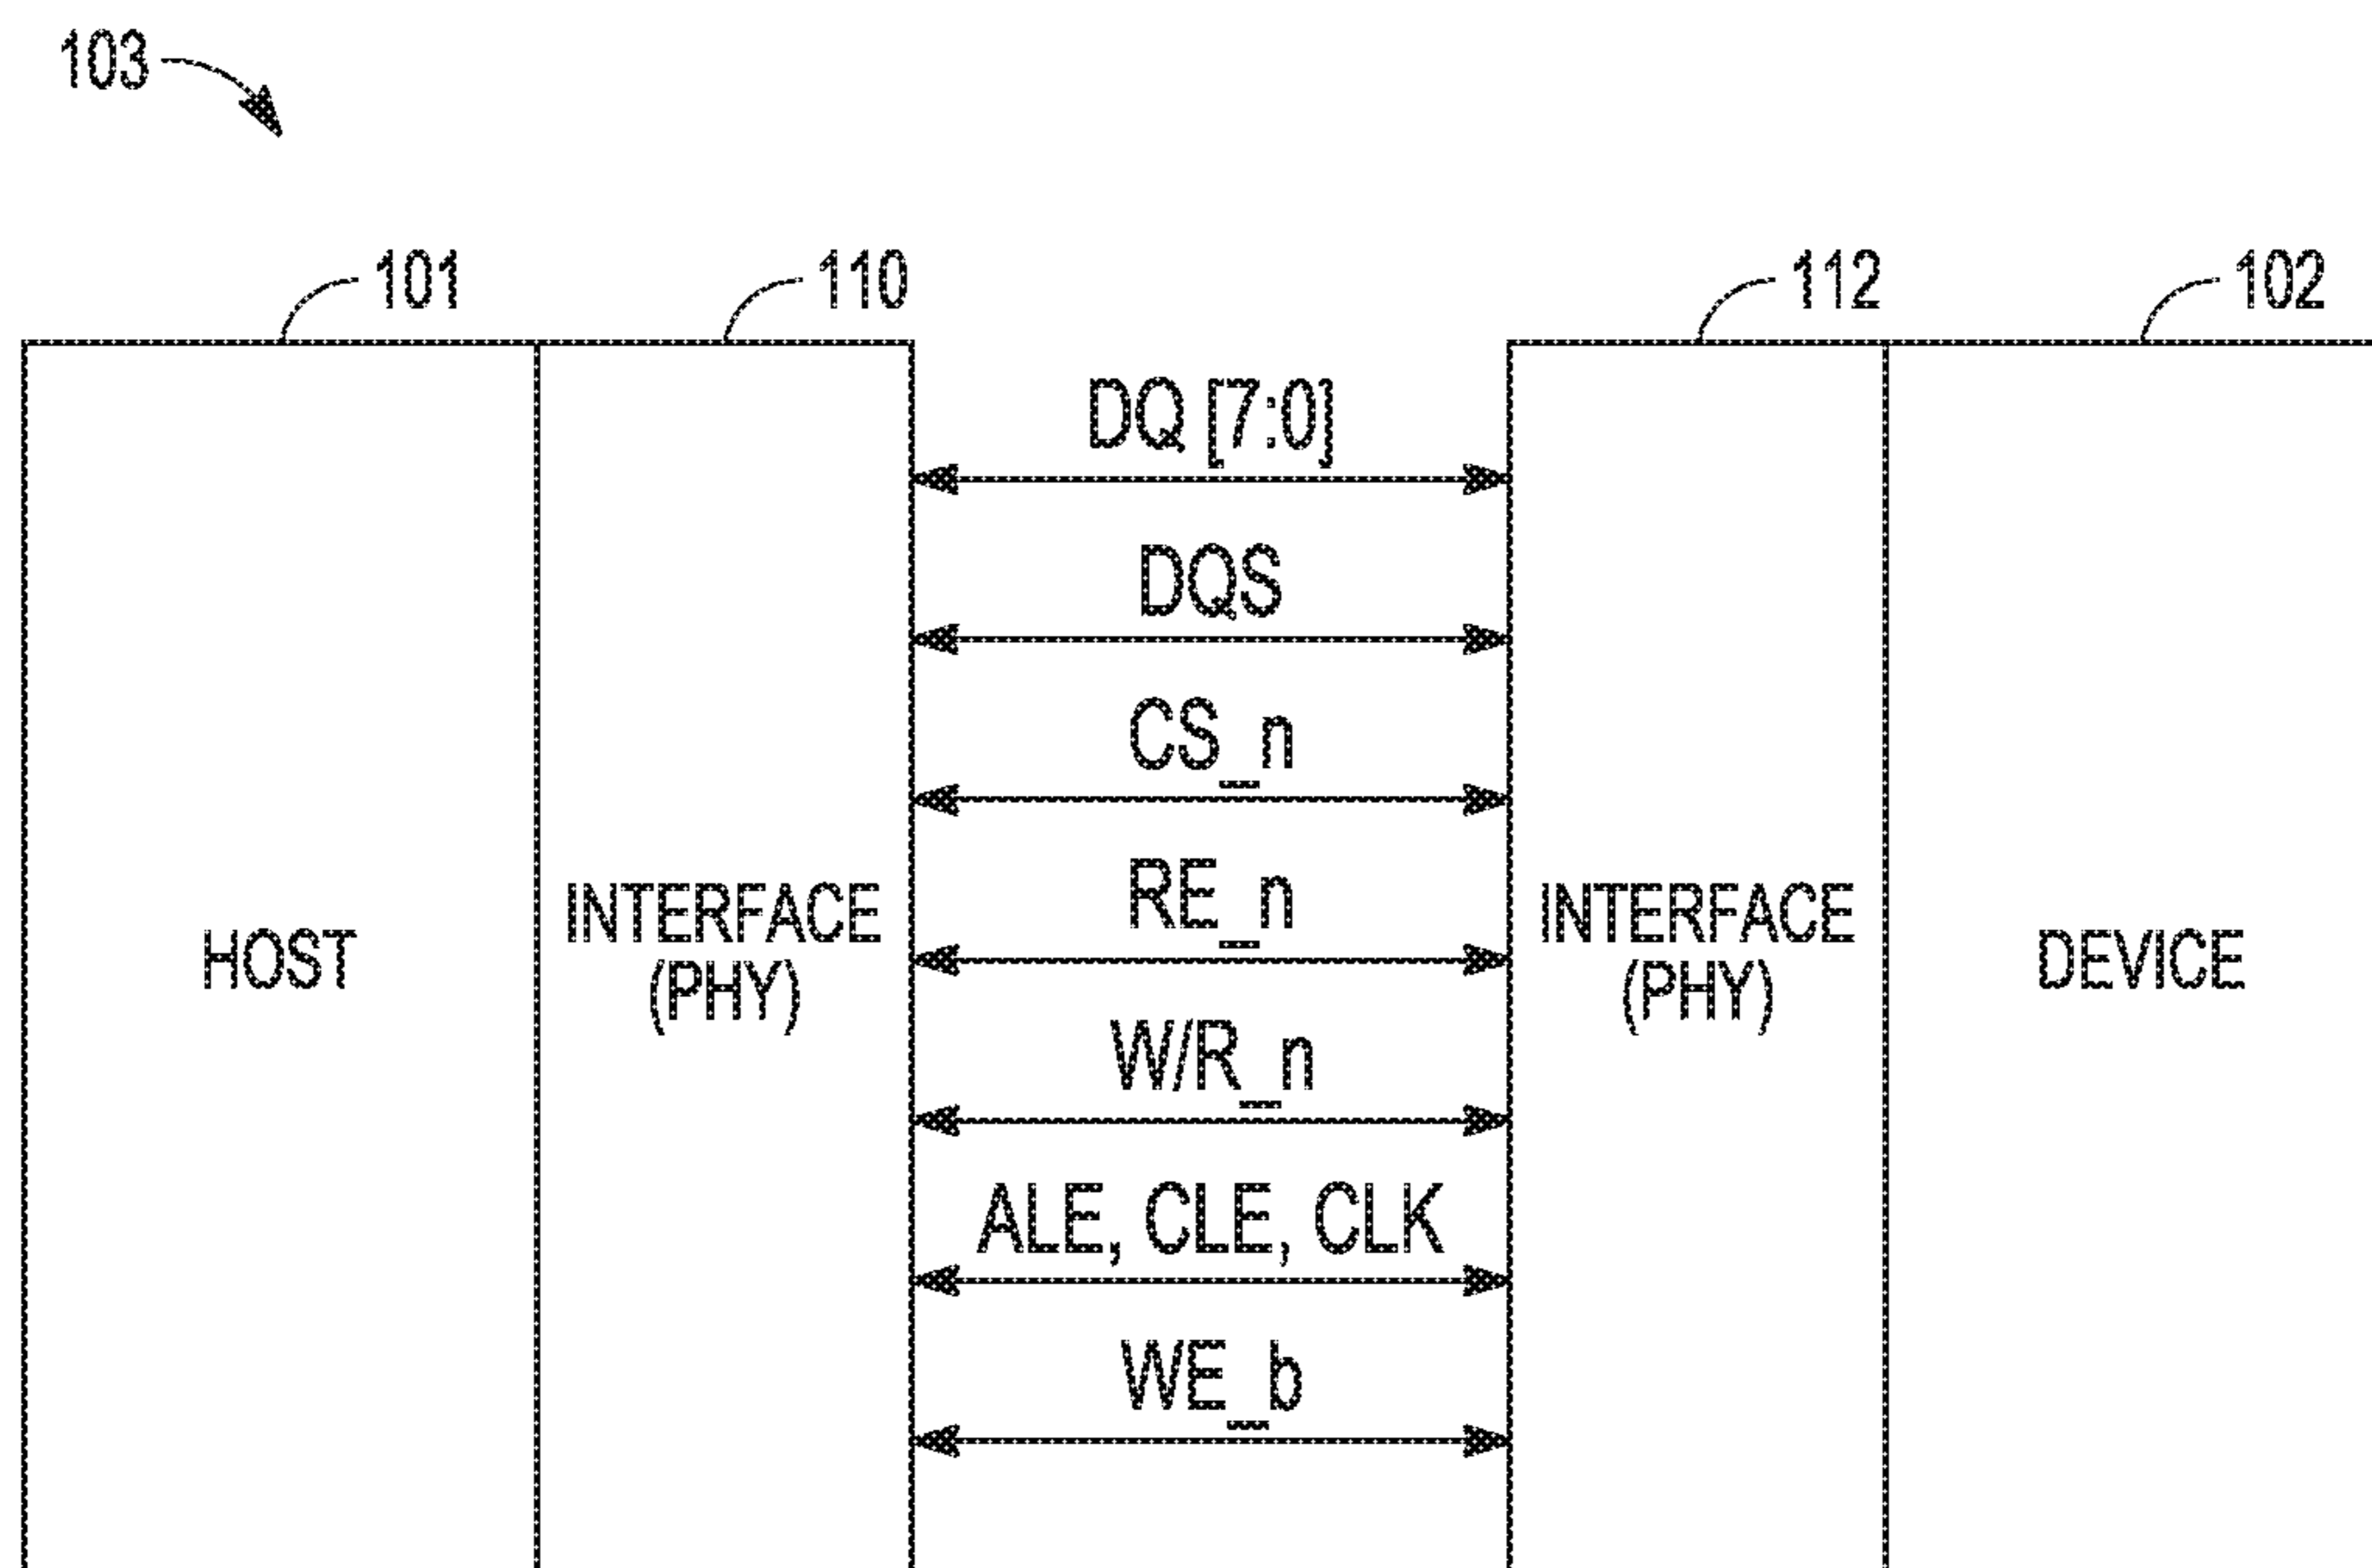 103
101
110
112
102
DQ [7:0]
DQS
CS_n
RE_n
HOST
INTERFACE
(PHY)
INTERFACE
(PHY)
DEVICE
W/R_n
ALE, CLE, CLK
WE_b